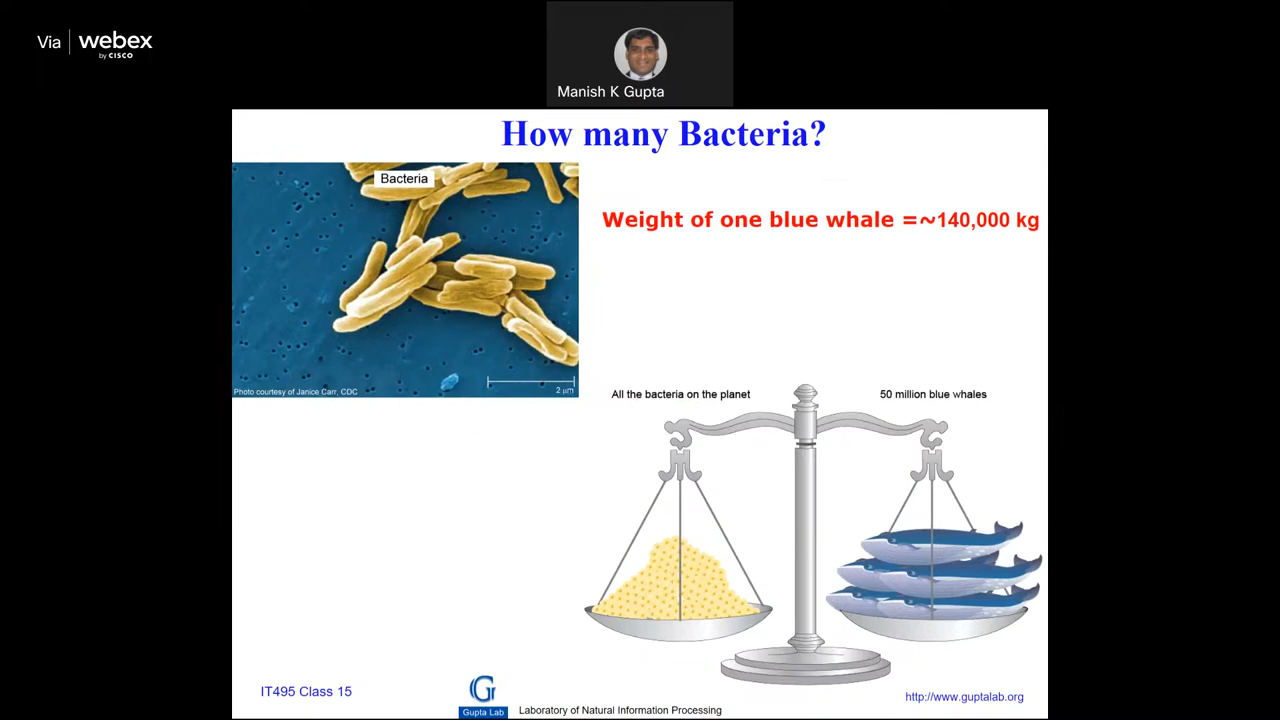 Via webex
by CISCO
Manish K Gupta
How many Bacteria?
Bacteria
Weight of one blue whale =~140,000 kg
Photo courtesy of Janice Carr, CDC
2 µm
All the bacteria on the planet
50 million blue whales
IT495 Class 15
Gupta Lab
Laboratory of Natural Information Processing
http://www.guptalab.org